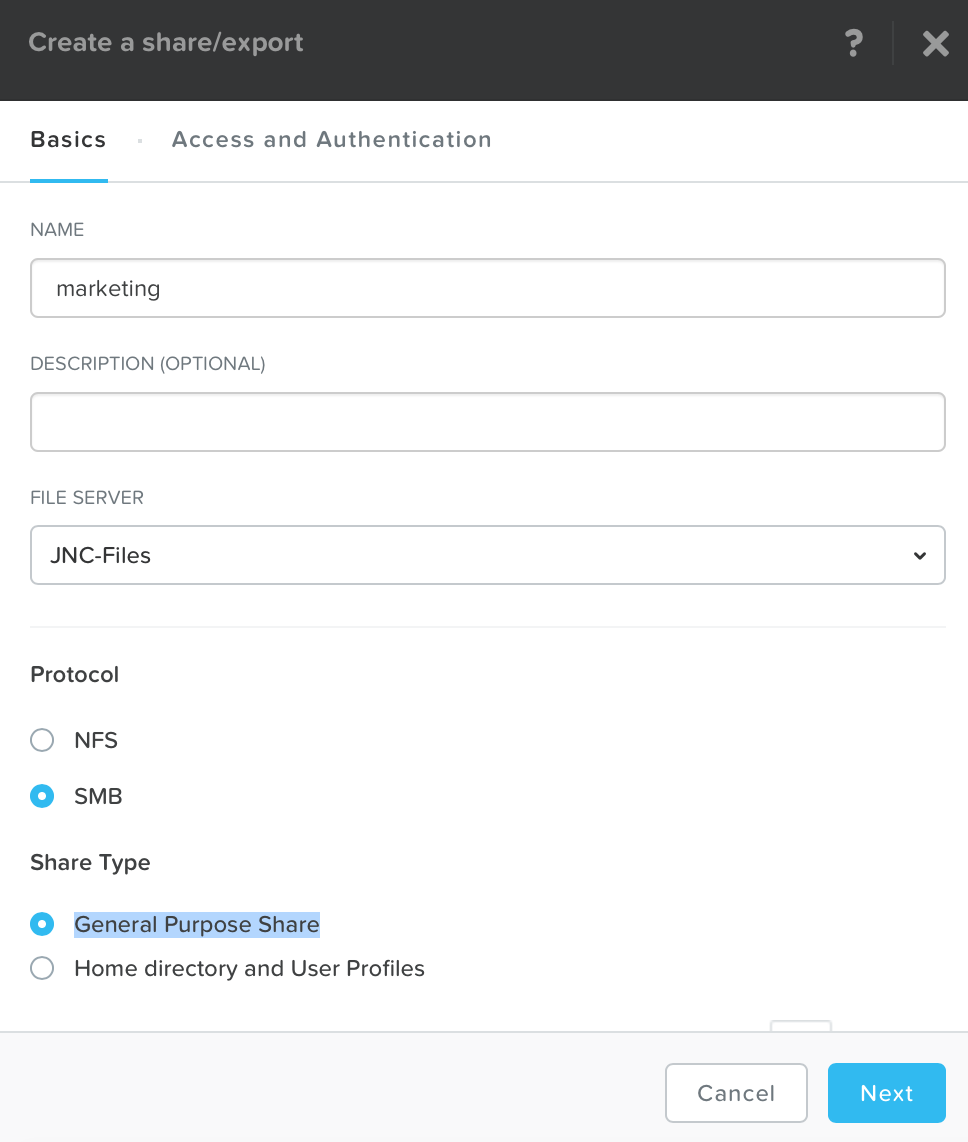 Create a share/export ?
Basics Access and Authentication
NAME
marketing
DESCRIPTION (OPTIONAL)
FILE SERVER
JNC-Files
Protocol
NFS
SMB
Share Type
General Purpose Share
Home directory and User Profiles
Cancel Next